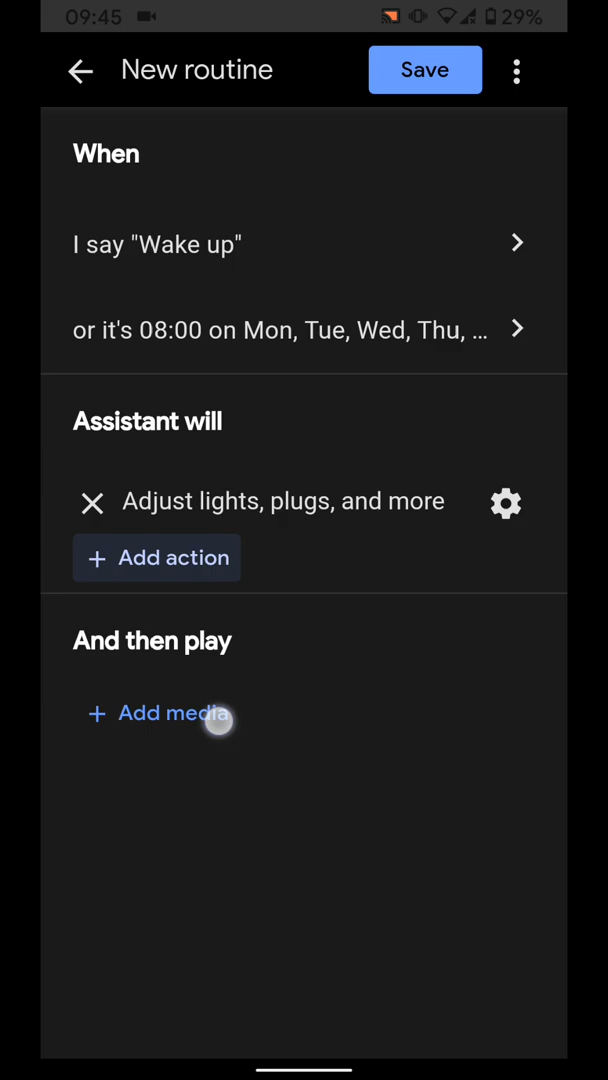 09:45
29%
New routine
Save
When
I say "Wake up"
or it's 08:00 on Mon, Tue, Wed, Thu, ...
Assistant will
Adjust lights, plugs, and more
+ Add action
And then play
+ Add media